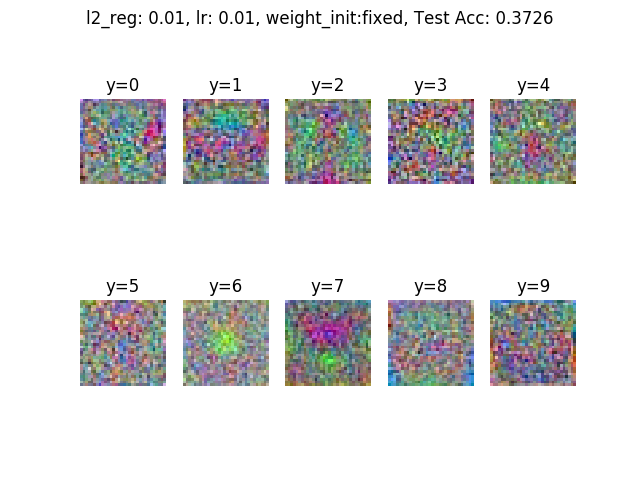 l2_reg: 0.01, lr: 0.01, weight_init:fixed, Test Acc: 0.3726
y=0 y=1 y=2 y=3 y=4
y=5 y=6 y=7 y=8 y=9